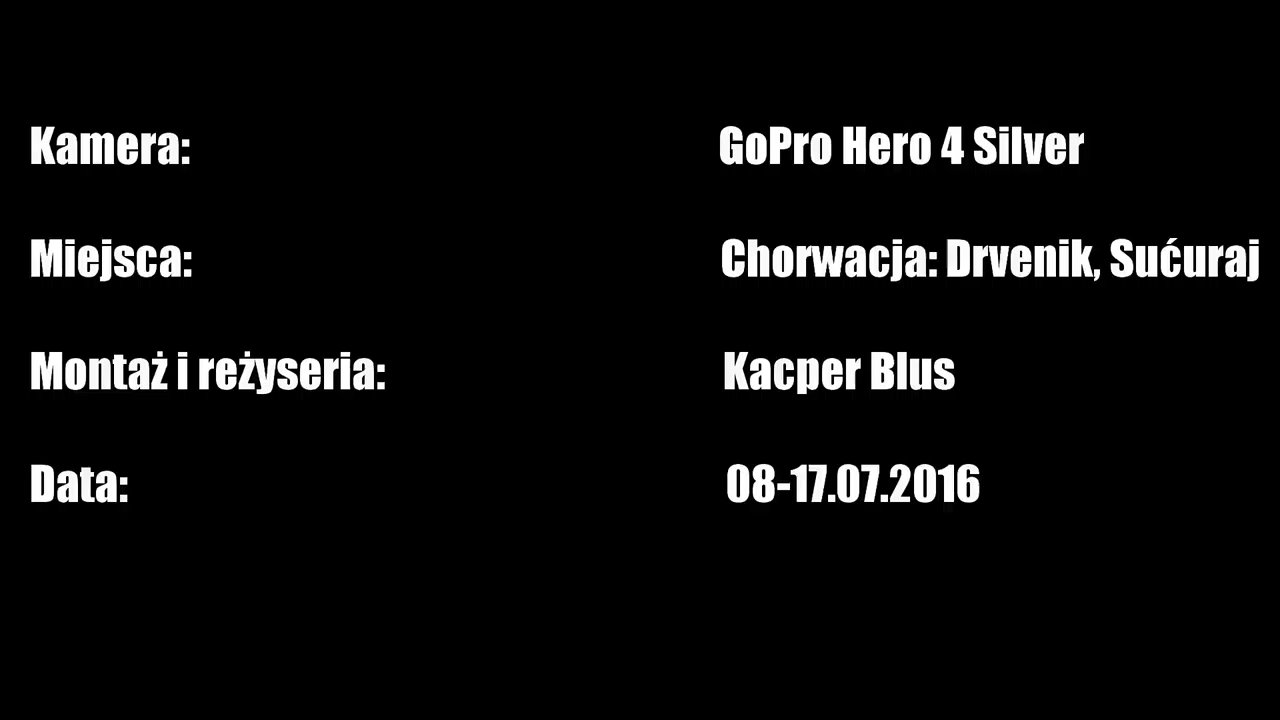 Kamera: GoPro Hero 4 Silver
Miejsca: Chorwacja: Drvenik, Sućuraj
Montaż i reżyseria: Kacper Blus
Data: 08-17.07.2016